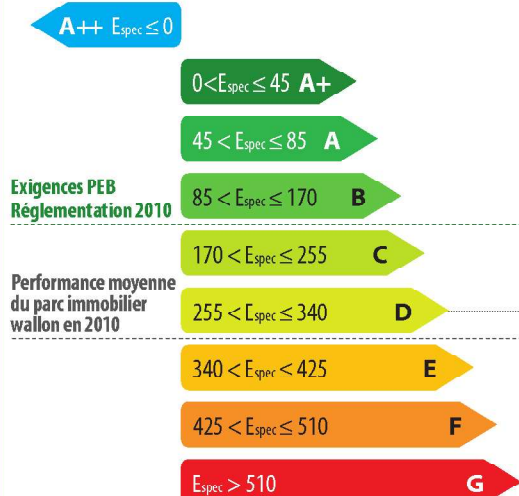 A++ Espec ≤ 0
0<Espec ≤ 45 A+
45 < Espec ≤ 85 A
Exigences PEB
Réglementation 2010
85 < Espec ≤ 170 B
170 < Espec ≤ 255 C
Performance moyenne
du parc immobilier
wallon en 2010
255 < Espec ≤ 340 D
340 < Espec < 425 E
425 < Espec ≤ 510 F
Espec > 510 G